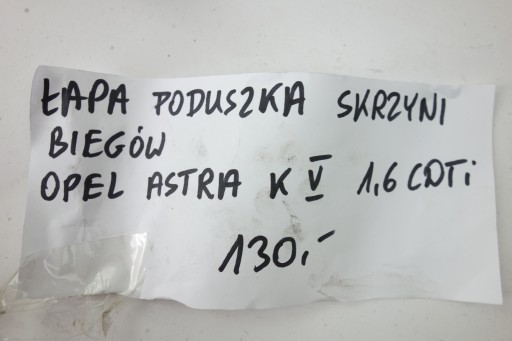 ŁAPA PODUSZKA SKRZYNI
BIEGÓW
OPEL ASTRA K V 1,6 CDTi
130,-